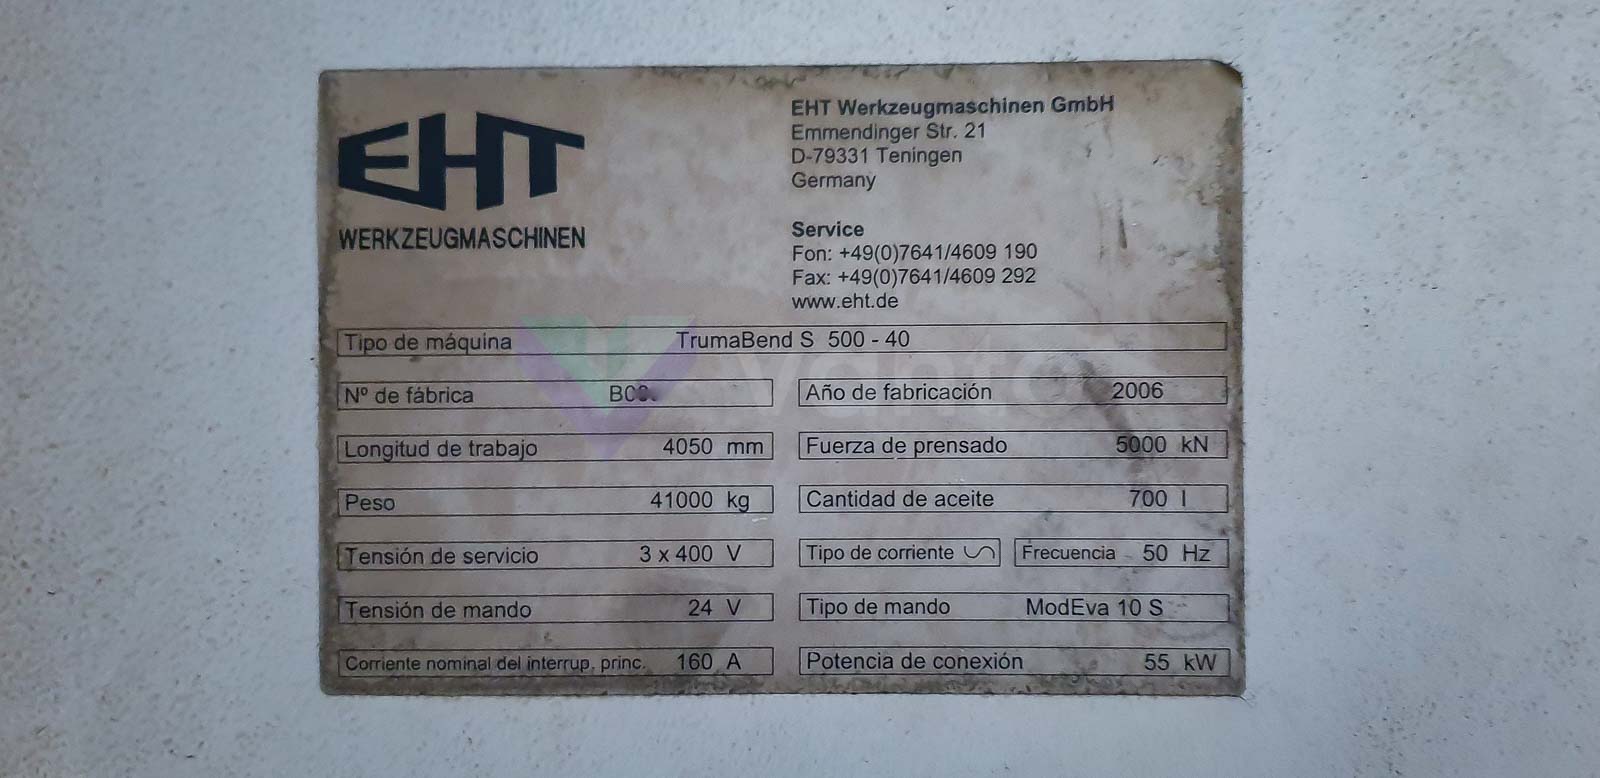 EHT
WERKZEUGMASCHINEN
EHT Werkzeugmaschinen GmbH
Emmendinger Str. 21
D-79331 Teningen
Germany
Service
Fon: +49(0)7641/4609 190
Fax: +49(0)7641/4609 292
www.eht.de
Tipo de máquina TrumaBend S 500 - 40
Nº de fábrica
Año de fabricación 2006
Longitud de trabajo 4050 mm
Fuerza de prensado 5000 kN
Peso 41000 kg
Cantidad de aceite 700 l
Tensión de servicio 3 x 400 V
Tipo de corriente
Frecuencia 50 Hz
Tensión de mando 24 V
Tipo de mando ModEva 10 S
Corriente nominal del interrup. princ. 160 A
Potencia de conexión 55 kW